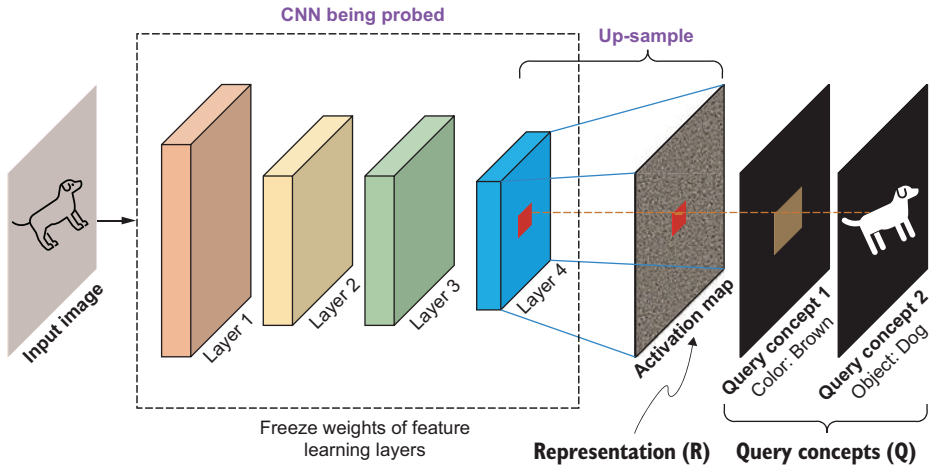 CNN being probed
Up-sample
Input image
Layer 1
Layer 2
Layer 3
Layer 4
Activation map
Query concept 1
Color: Brown
Query concept 2
Object: Dog
Freeze weights of feature
learning layers
Representation (R)
Query concepts (Q)